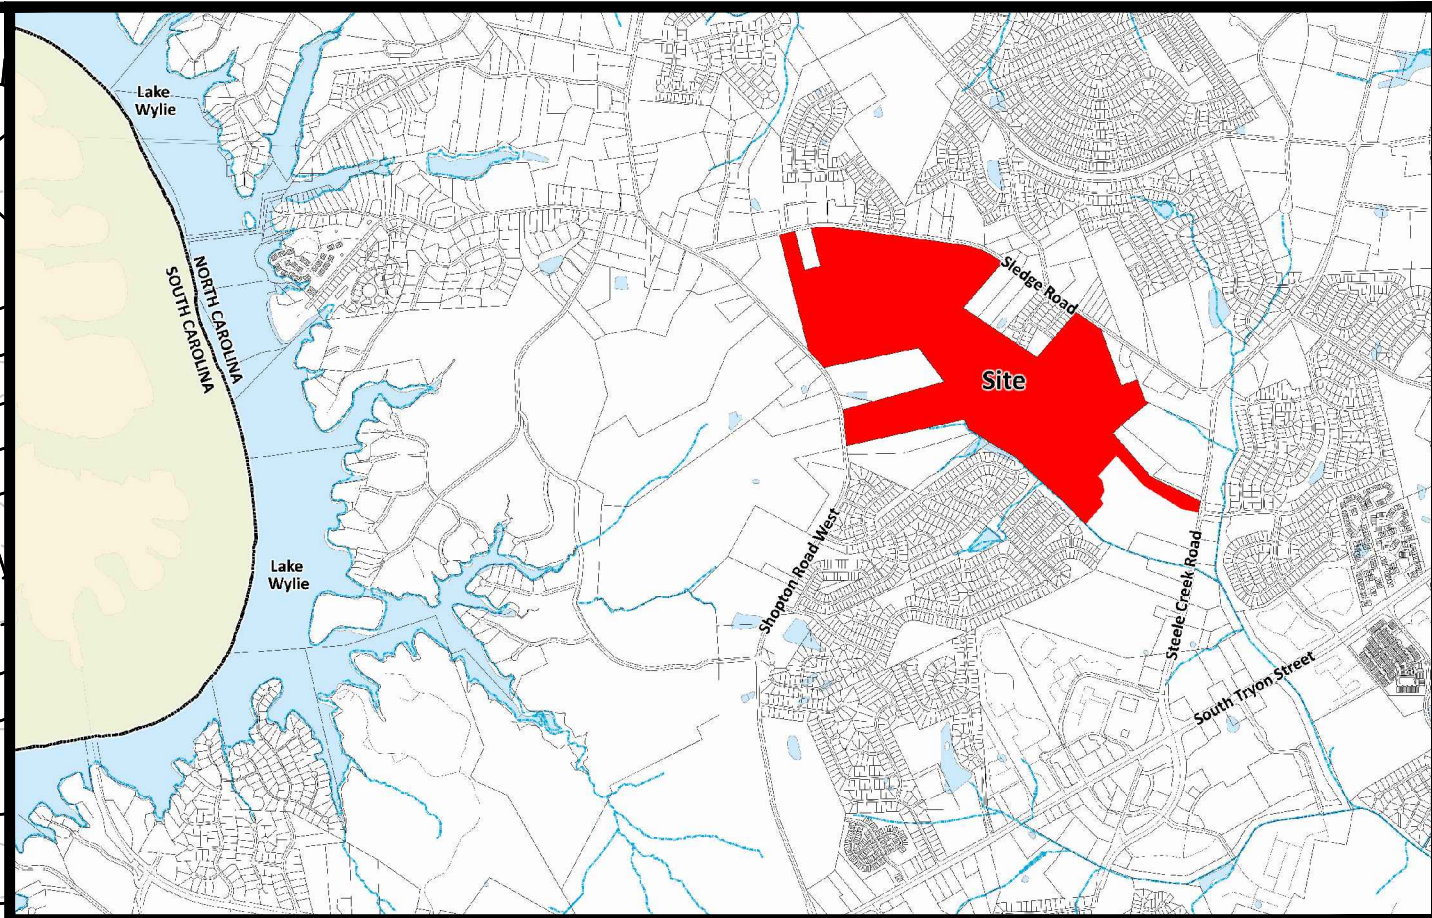 Lake
Wylie
NORTH CAROLINA
SOUTH CAROLINA
Sledge Road
Site
Lake
Wylie
Shopton Road West
Steele Creek Road
South Tryon Street